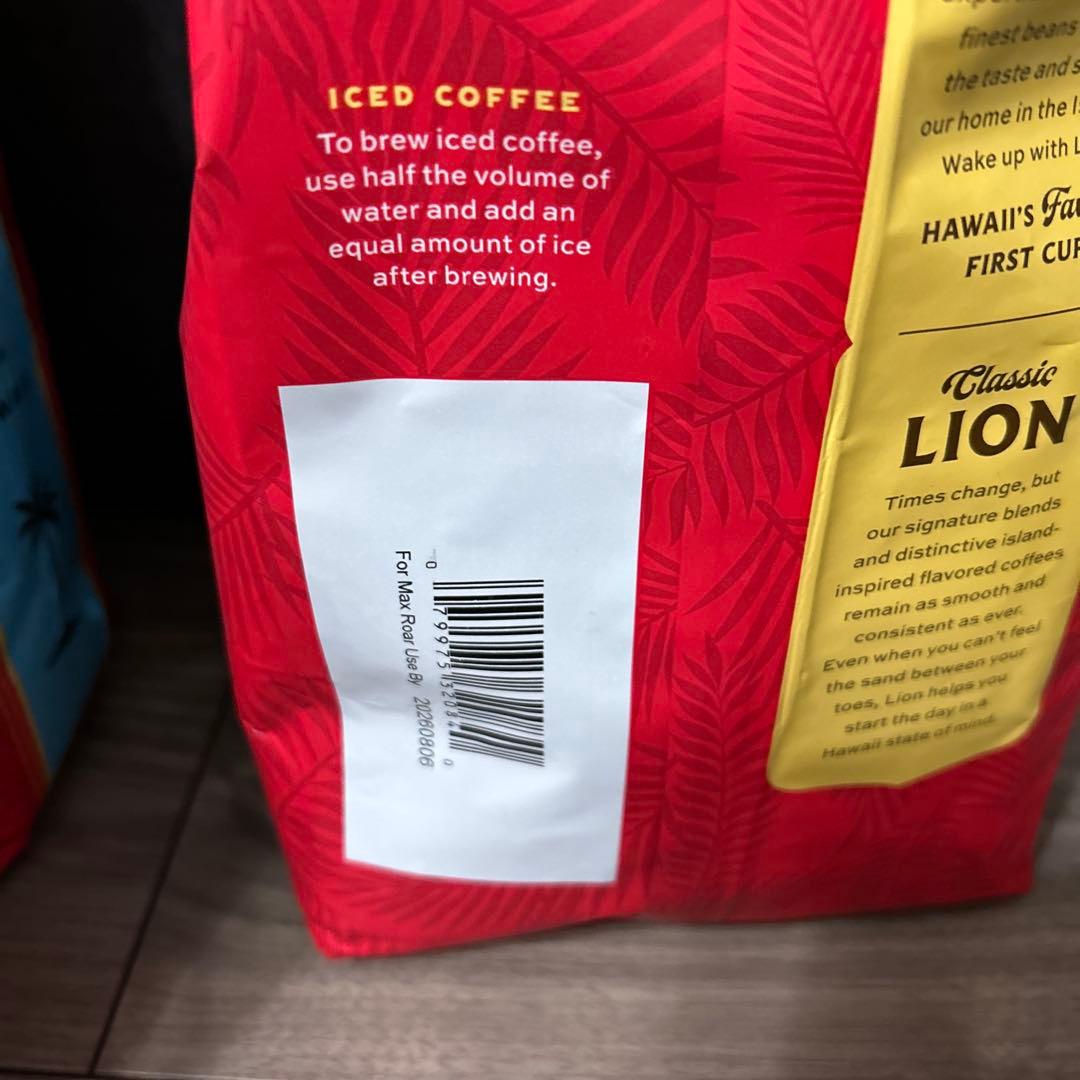 ICED COFFEE
To brew iced coffee,
use half the volume of
water and add an
equal amount of ice
after brewing.
For Max Roar Use By 20260806
finest beans
the taste and
our home in the
Wake up with
HAWAII'S
FIRST
Classic
LION
Times change, but
our signature blends
and distinctive island-
inspired flavored coffees
remain as smooth and
consistent as ever.
Even when you can't feel
the sand between your
toes, Lion helps you
start the day in a
Hawaii state of mind.